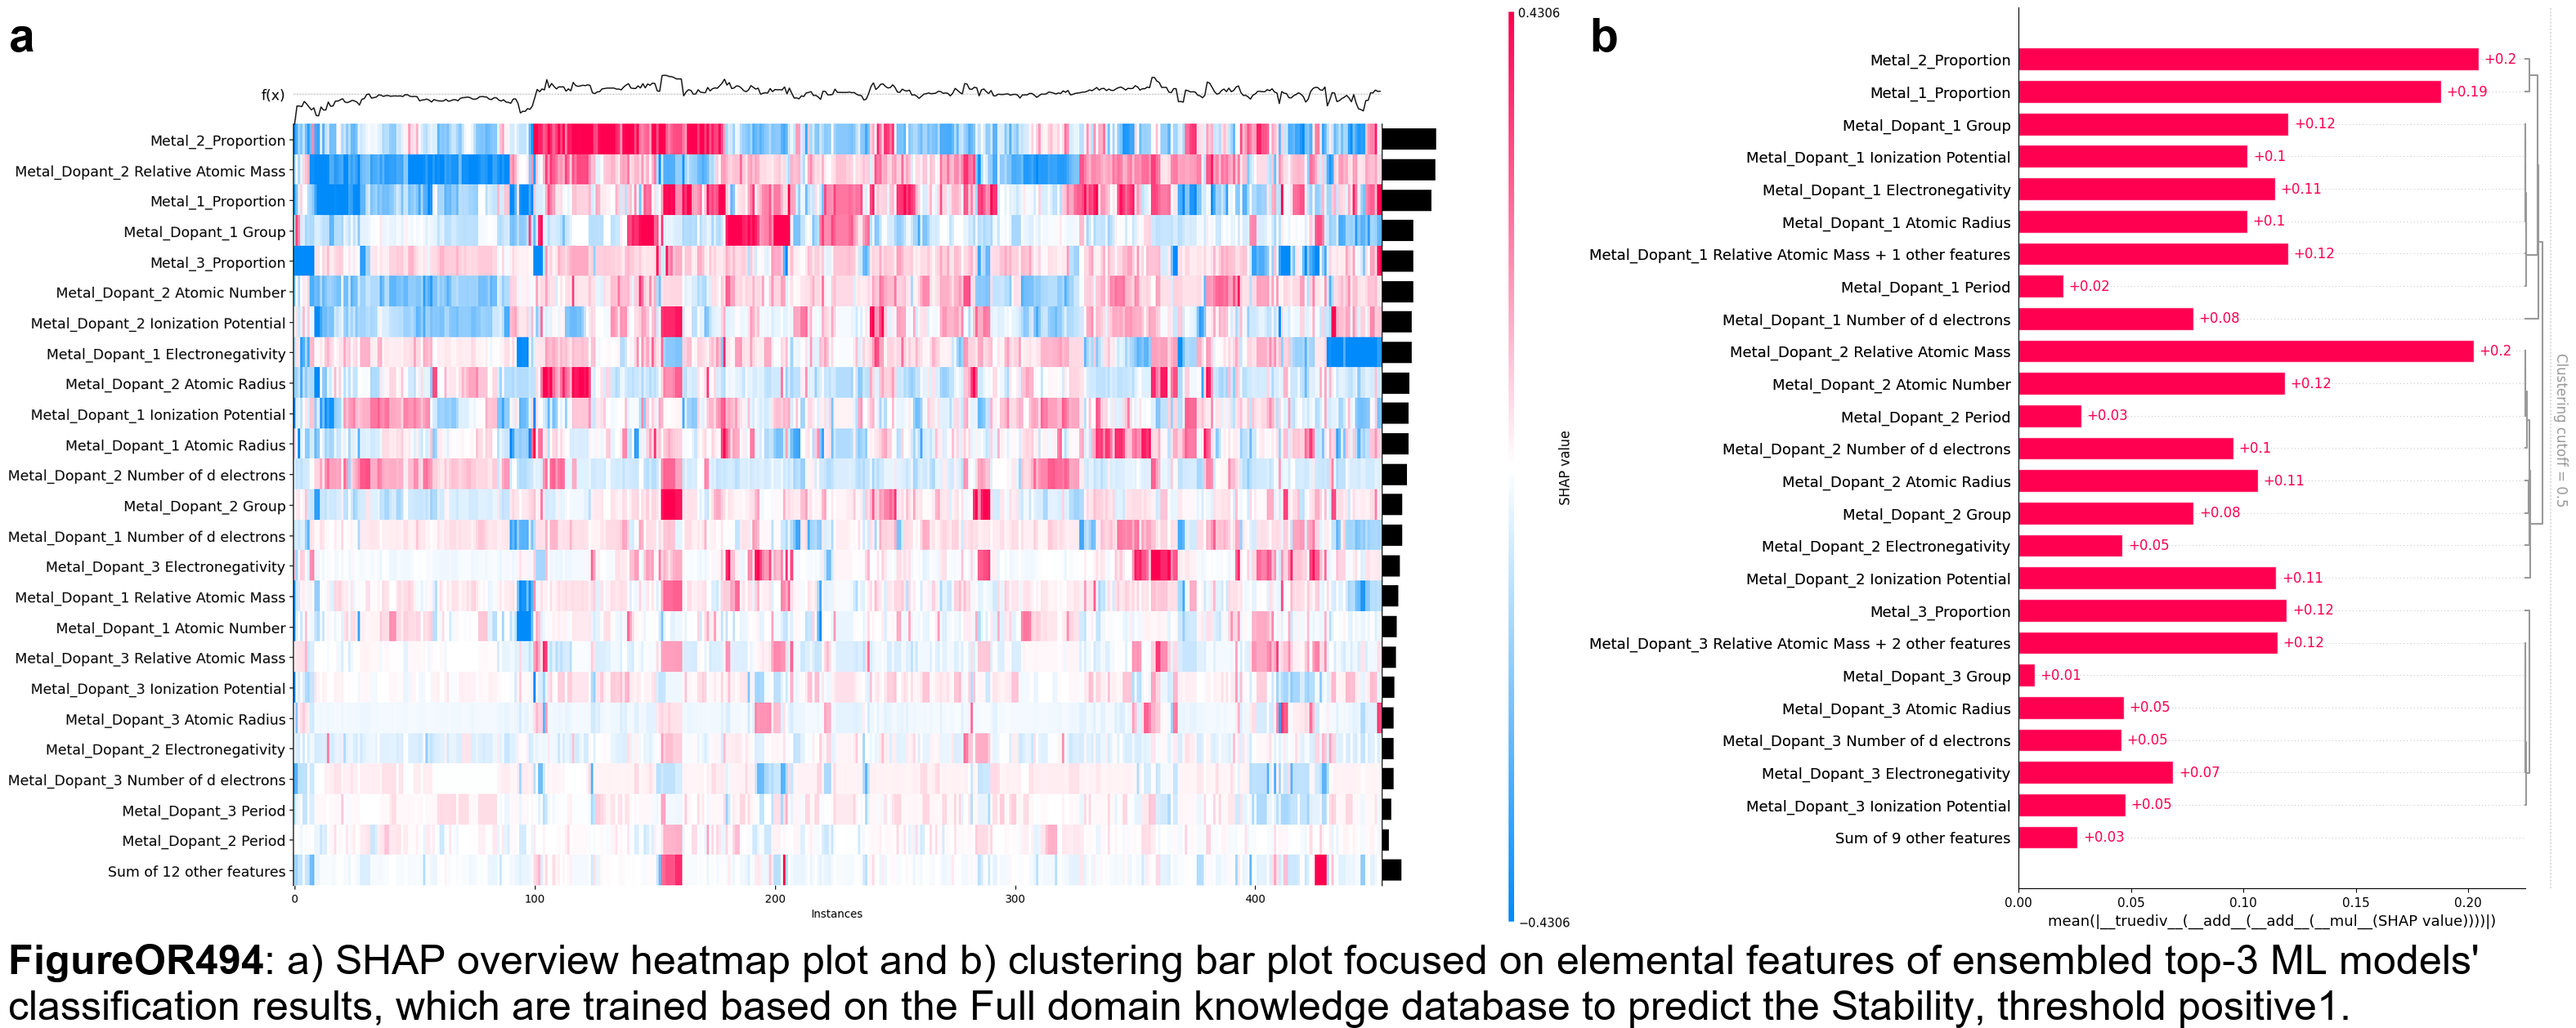 a
0.4306
f(x)
Metal_2_Proportion
Metal_Dopant_2 Relative Atomic Mass
Metal_1_Proportion
Metal_Dopant_1 Group
Metal_3_Proportion
Metal_Dopant_2 Atomic Number
Metal_Dopant_2 Ionization Potential
Metal_Dopant_1 Electronegativity
Metal_Dopant_2 Atomic Radius
Metal_Dopant_1 Ionization Potential
Metal_Dopant_1 Atomic Radius
Metal_Dopant_2 Number of d electrons
Metal_Dopant_2 Group
Metal_Dopant_1 Number of d electrons
Metal_Dopant_3 Electronegativity
Metal_Dopant_1 Relative Atomic Mass
Metal_Dopant_1 Atomic Number
Metal_Dopant_3 Relative Atomic Mass
Metal_Dopant_3 Ionization Potential
Metal_Dopant_3 Atomic Radius
Metal_Dopant_2 Electronegativity
Metal_Dopant_3 Number of d electrons
Metal_Dopant_3 Period
Metal_Dopant_2 Period
Sum of 12 other features
0 100 200 300 400
Instances
SHAP value
−0.4306
b
Metal_2_Proportion +0.2
Metal_1_Proportion +0.19
Metal_Dopant_1 Group +0.12
Metal_Dopant_1 Ionization Potential +0.1
Metal_Dopant_1 Electronegativity +0.11
Metal_Dopant_1 Atomic Radius +0.1
Metal_Dopant_1 Relative Atomic Mass + 1 other features +0.12
Metal_Dopant_1 Period +0.02
Metal_Dopant_1 Number of d electrons +0.08
Metal_Dopant_2 Relative Atomic Mass +0.2
Metal_Dopant_2 Atomic Number +0.12
Metal_Dopant_2 Period +0.03
Metal_Dopant_2 Number of d electrons +0.1
Metal_Dopant_2 Atomic Radius +0.11
Metal_Dopant_2 Group +0.08
Metal_Dopant_2 Electronegativity +0.05
Metal_Dopant_2 Ionization Potential +0.11
Metal_3_Proportion +0.12
Metal_Dopant_3 Relative Atomic Mass + 2 other features +0.12
Metal_Dopant_3 Group +0.01
Metal_Dopant_3 Atomic Radius +0.05
Metal_Dopant_3 Number of d electrons +0.05
Metal_Dopant_3 Electronegativity +0.07
Metal_Dopant_3 Ionization Potential +0.05
Sum of 9 other features +0.03
Clustering cutoff = 0.5
0.00 0.05 0.10 0.15 0.20
mean(|__truediv__(__add__(__add__(__mul__(SHAP value))))|)
FigureOR494: a) SHAP overview heatmap plot and b) clustering bar plot focused on elemental features of ensembled top-3 ML models'
classification results, which are trained based on the Full domain knowledge database to predict the Stability, threshold positive1.